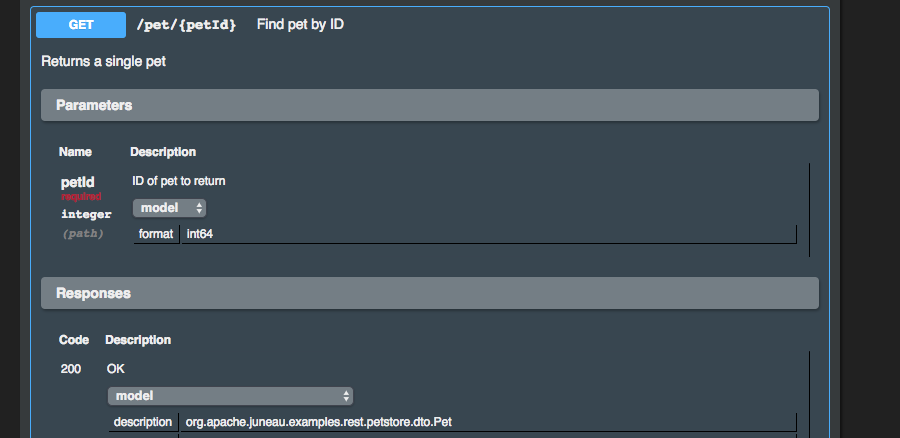 GET /pet/{petId} Find pet by ID
Returns a single pet
Parameters
Name Description
petId ID of pet to return
required
integer model
(path) format int64
Responses
Code Description
200 OK
model
description org.apache.juneau.examples.rest.petstore.dto.Pet